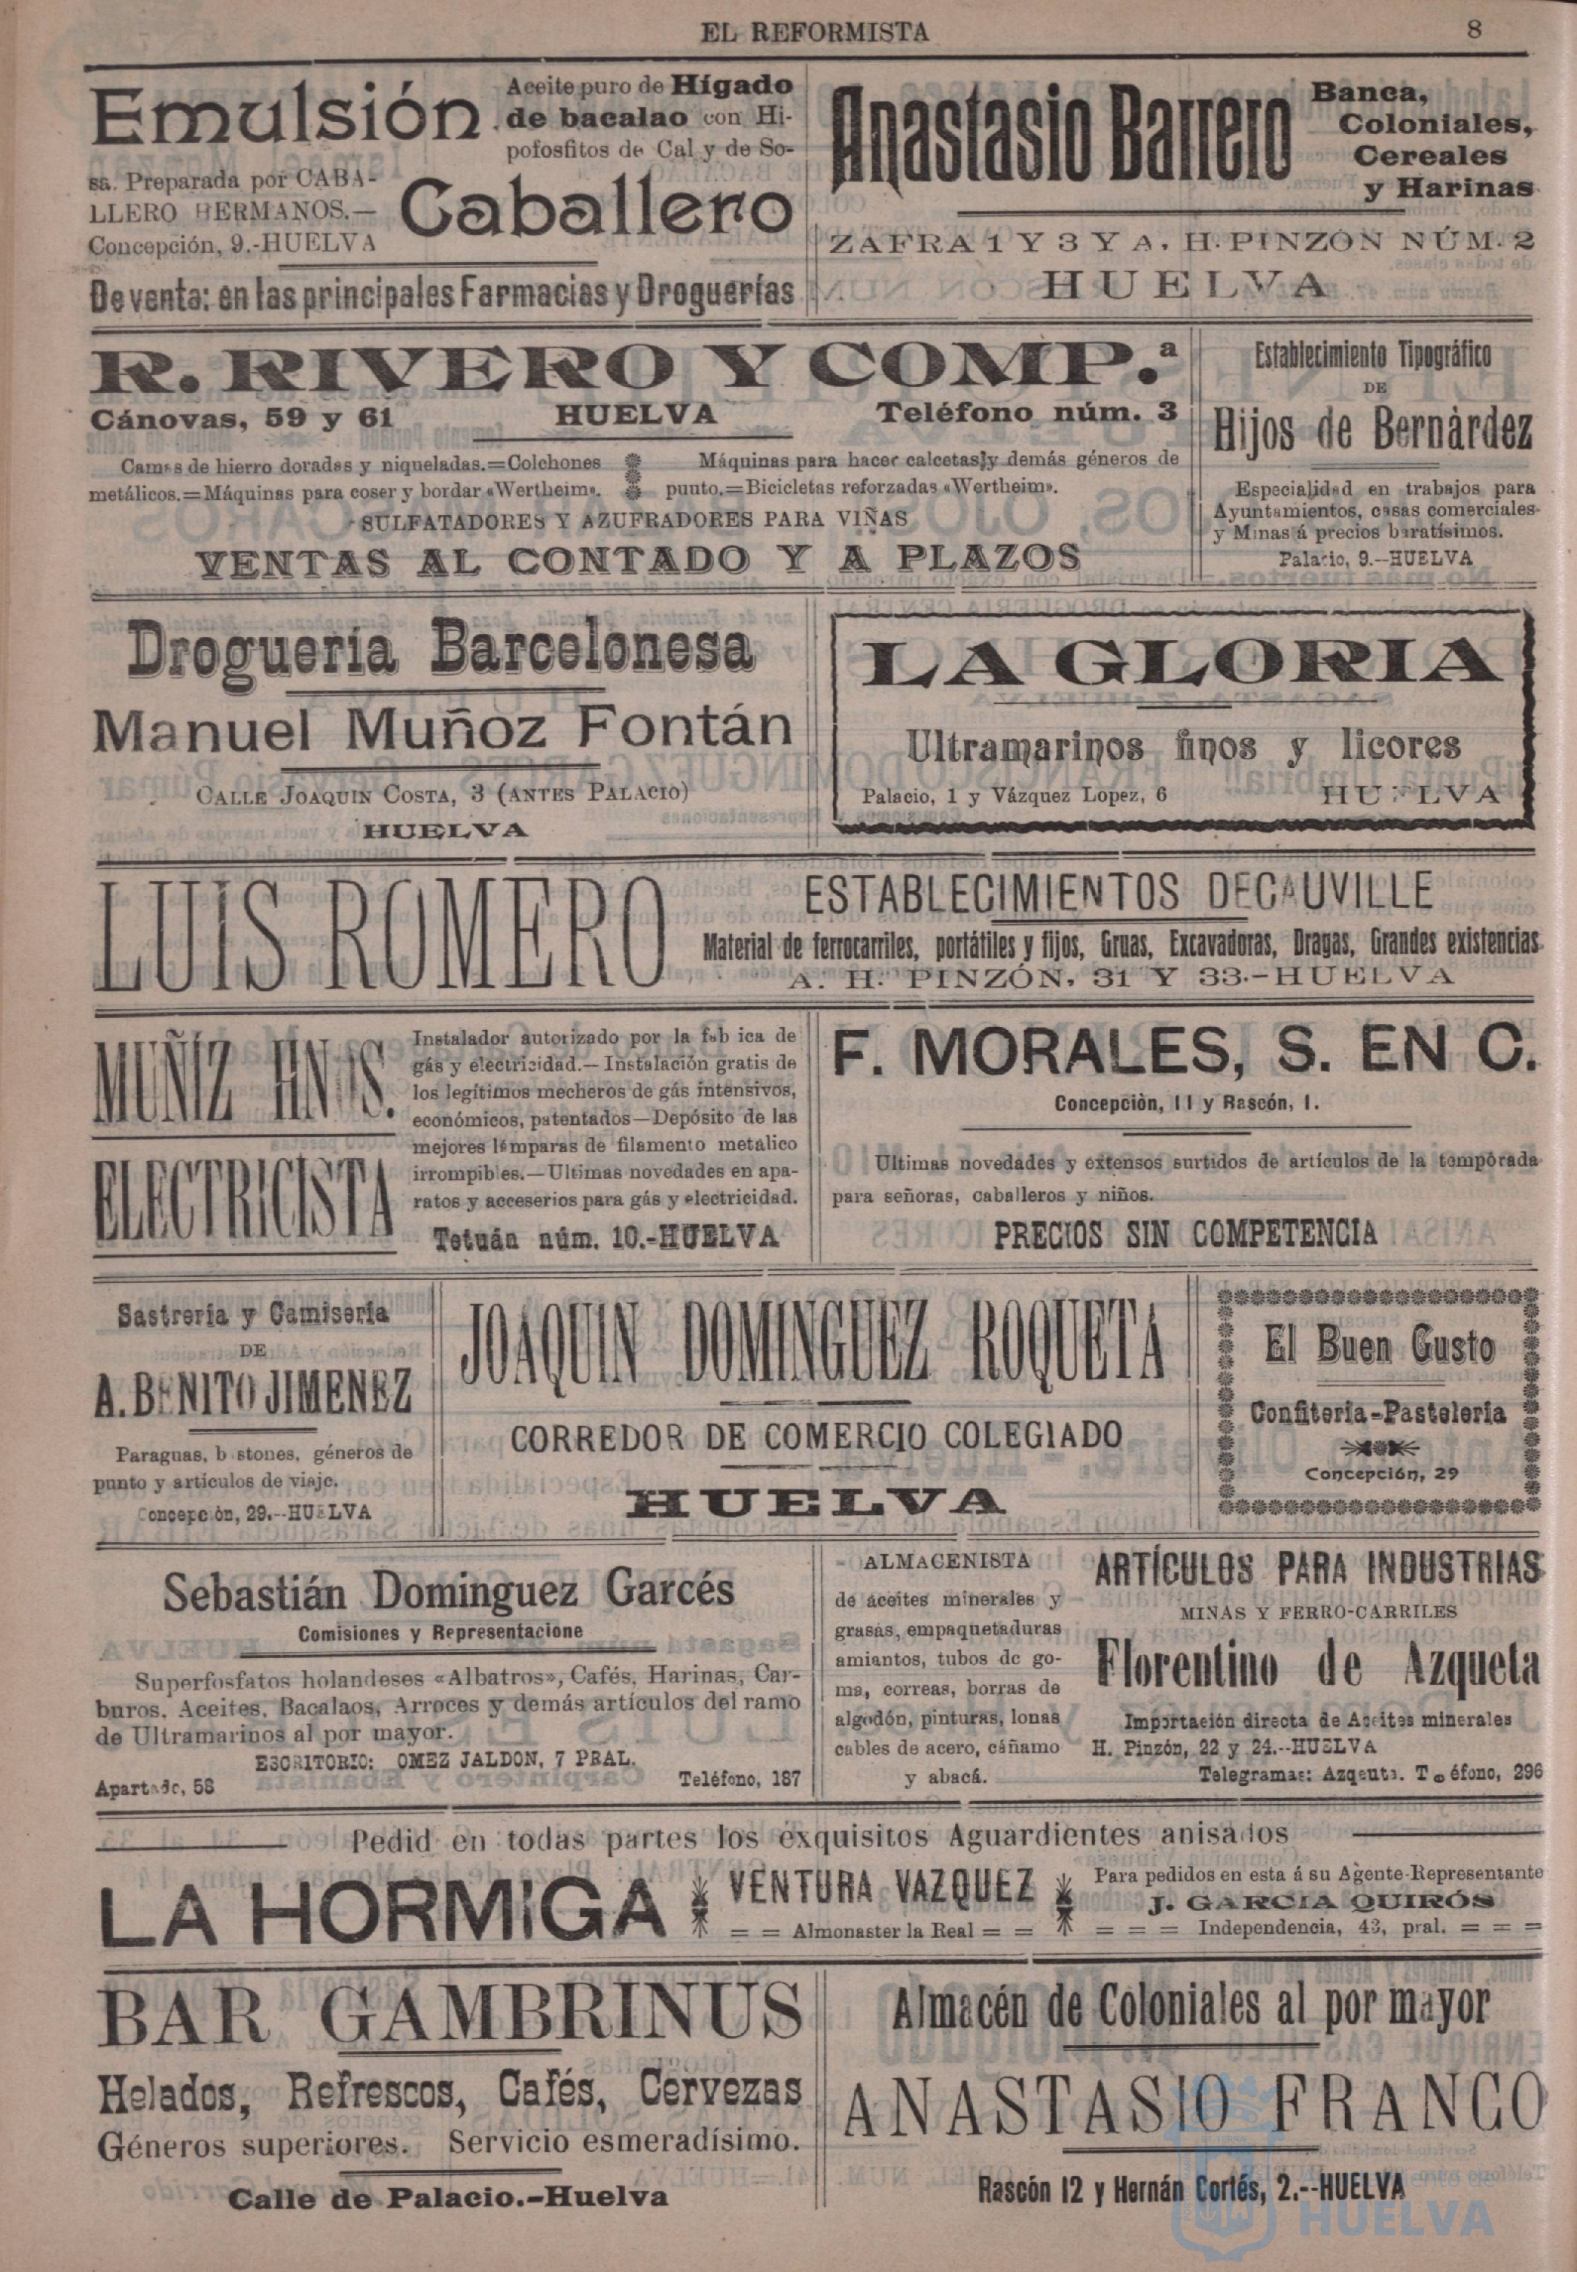 EL REFORMISTA
8
Emulsión
Aceite puro de Hígado
de bacalao con Hi-
pofosfitos de Cal y de So-
sa. Preparada por CABA-
LLERO HERMANOS.—
Concepción, 9.-HUELVA
Caballero
De venta: en las principales Farmacias y Droguerías
Anastasio Barrero
Banca,
Coloniales,
Cereales
y Harinas
ZAFRA 1 Y 3 Y A. H. PINZÓN NÚM. 2
HUELVA
R. RIVERO Y COMP.ª
Cánovas, 59 y 61 HUELVA Teléfono núm. 3
Camas de hierro doradas y niqueladas.=Colchones
metálicos.=Máquinas para coser y bordar «Wertheim».
Máquinas para hacer calcetas y demás géneros de
punto.=Bicicletas reforzadas «Wertheim».
SULFATADORES Y AZUFRADORES PARA VIÑAS
VENTAS AL CONTADO Y A PLAZOS
Establecimiento Tipográfico
DE
Hijos de Bernàrdez
Especialidad en trabajos para
Ayuntamientos, casas comerciales
y Minas á precios baratísimos.
Palacio, 9.--HUELVA
Droguería Barcelonesa
Manuel Muñoz Fontán
CALLE JOAQUIN COSTA, 3 (ANTES PALACIO)
HUELVA
LA GLORIA
Ultramarinos finos y licores
Palacio, 1 y Vázquez Lopez, 6 HUELVA
LUIS ROMERO
ESTABLECIMIENTOS DECAUVILLE
Material de ferrocarriles, portátiles y fijos, Gruas, Excavadoras, Dragas, Grandes existencias
A. H. PINZÓN, 31 Y 33.-HUELVA
MUÑÍZ HNOS.
ELECTRICISTA
Instalador autorizado por la fab ica de
gás y electricidad.—Instalación gratis de
los legítimos mecheros de gás intensivos,
económicos, patentados—Depósito de las
mejores lámparas de filamento metálico
irrompibles.—Ultimas novedades en apa-
ratos y acceserios para gás y electricidad.
Tetuán núm. 10.-HUELVA
F. MORALES, S. EN C.
Concepciòn, 11 y Rascón, 1.
Ultimas novedades y extensos surtidos de artículos de la temporada
para señoras, caballeros y niños.
PRECIOS SIN COMPETENCIA
Sastrería y Camisería
DE
A. BENITO JIMENEZ
Paraguas, b stones, géneros de
punto y artículos de viaje.
Concepción, 29.--HUELVA
JOAQUIN DOMINGUEZ ROQUETA
CORREDOR DE COMERCIO COLEGIADO
HUELVA
El Buen Gusto
Confitería-Pastelería
Concepción, 29
Sebastián Dominguez Garcés
Comisiones y Representacione
Superfosfatos holandeses «Albatros», Cafés, Harinas, Car-
buros, Aceites, Bacalaos, Arroces y demás artículos del ramo
de Ultramarinos al por mayor.
ESCRITORIO: OMEZ JALDON, 7 PRAL.
Apartado, 58 Teléfono, 187
ALMACENISTA
de aceites minerales y
grasas, empaquetaduras
amiantos, tubos de go-
ma, correas, borras de
algodón, pinturas, lonas
cables de acero, cáñamo
y abacá.
ARTÍCULOS PARA INDUSTRIAS
MINAS Y FERRO-CARRILES
Florentino de Azqueta
Importación directa de Aceites minerales
H. Pinzón, 22 y 24.--HUELVA
Telegramas: Azqueta. T éfono, 296
Pedid en todas partes los exquisitos Aguardientes anisados
LA HORMIGA
VENTURA VAZQUEZ
= = Almonaster la Real = =
Para pedidos en esta á su Agente-Representante
J. GARCIA QUIRÓS
= = = Independencia, 43, pral. = = =
BAR GAMBRINUS
Helados, Refrescos, Cafés, Cervezas
Géneros superiores. Servicio esmeradísimo.
Calle de Palacio.-Huelva
Almacén de Coloniales al por mayor
ANASTASIO FRANCO
Rascón 12 y Hernán Cortés, 2.--HUELVA
HUELVA